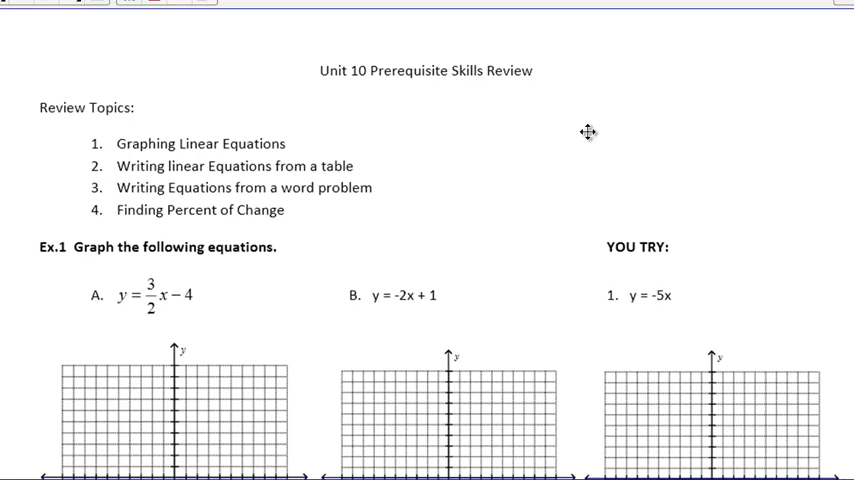 Unit 10 Prerequisite Skills Review
Review Topics:
1. Graphing Linear Equations
2. Writing linear Equations from a table
3. Writing Equations from a word problem
4. Finding Percent of Change
Ex.1 Graph the following equations. YOU TRY:
A. y = 3/2 x − 4 B. y = -2x + 1 1. y = -5x
y y y